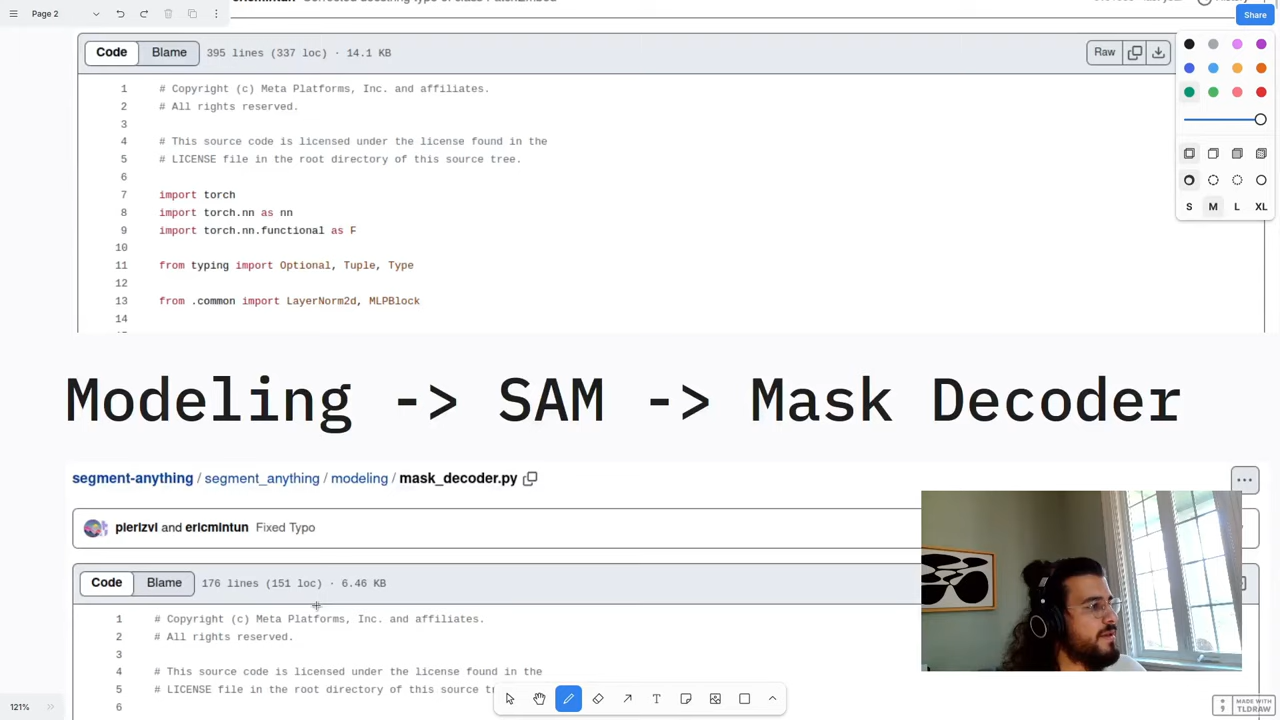 Page 2
Share
Code Blame 395 lines (337 loc) · 14.1 KB Raw
1 # Copyright (c) Meta Platforms, Inc. and affiliates.
2 # All rights reserved.
3
4 # This source code is licensed under the license found in the
5 # LICENSE file in the root directory of this source tree.
6
7 import torch
8 import torch.nn as nn
9 import torch.nn.functional as F
10
11 from typing import Optional, Tuple, Type
12
13 from .common import LayerNorm2d, MLPBlock
14
S M L XL
Modeling -> SAM -> Mask Decoder
segment-anything / segment_anything / modeling / mask_decoder.py
pierizvi and ericmintun Fixed Typo
Code Blame 176 lines (151 loc) · 6.46 KB
1 # Copyright (c) Meta Platforms, Inc. and affiliates.
2 # All rights reserved.
3
4 # This source code is licensed under the license found in the
5 # LICENSE file in the root directory of this source
6
121%
MADE WITH
TLDRAW